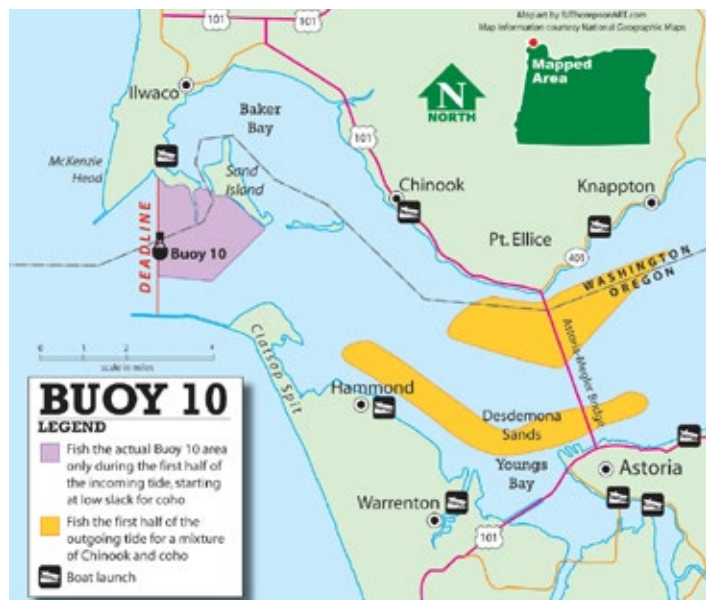 101
101
Map art by BJThompsonART.com
Map Information courtesy National Geographic Maps
Ilwaco
Baker
Bay
NORTH
N
Mapped
Area
101
McKenzie
Head
Sand
Island
Chinook
Knappton
DEADLINE
Buoy 10
Pt. Ellice
401
WASHINGTON
OREGON
Clatsop Spit
Astoria-Megler Bridge
0 2 4
scale in miles
Hammond
Desdemona
Sands
Youngs
Bay
Astoria
Warrenton
101
BUOY 10
LEGEND
Fish the actual Buoy 10 area
only during the first half of
the incoming tide, starting
at low slack for coho
Fish the first half of the
outgoing tide for a mixture
of Chinook and coho
Boat launch